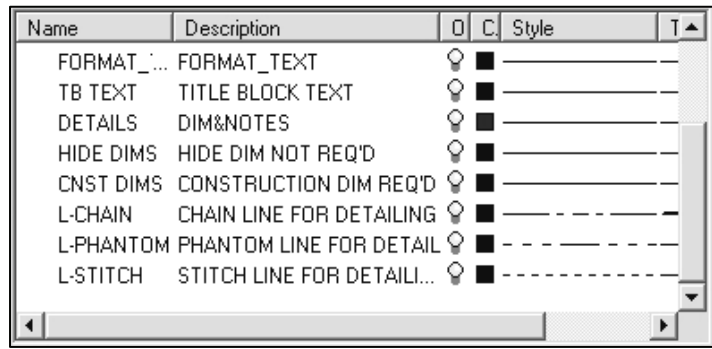 Name Description O C. Style T
FORMAT_... FORMAT_TEXT
TB TEXT TITLE BLOCK TEXT
DETAILS DIM&NOTES
HIDE DIMS HIDE DIM NOT REQ'D
CNST DIMS CONSTRUCTION DIM REQ'D
L-CHAIN CHAIN LINE FOR DETAILING
L-PHANTOM PHANTOM LINE FOR DETAIL
L-STITCH STITCH LINE FOR DETAILI...